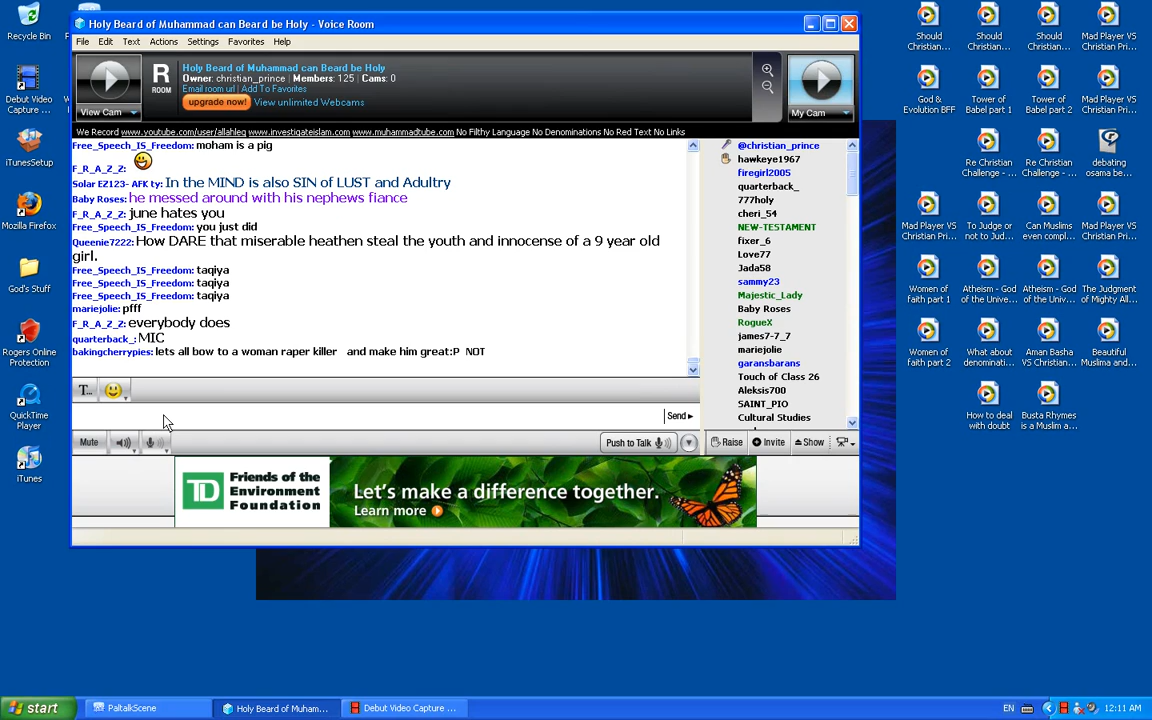 Holy Beard of Muhammad can Beard be Holy - Voice Room
File Edit Text Actions Settings Favorites Help
View Cam
R
ROOM
Holy Beard of Muhammad can Beard be Holy
Owner: christian_prince | Members: 125 | Cams: 0
Email room url | Add To Favorites
upgrade now! View unlimited Webcams
My Cam
We Record www.youtube.com/user/allahleg www.investigateislam.com www.muhammadtube.com No Filthy Language No Denominations No Red Text No Links
Free_Speech_IS_Freedom: moham is a pig
F_R_A_Z_Z:
Solar EZ123- AFK ty: In the MIND is also SIN of LUST and Adultry
Baby Roses: he messed around with his nephews fiance
F_R_A_Z_Z: june hates you
Free_Speech_IS_Freedom: you just did
Queenie7222: How DARE that miserable heathen steal the youth and innocense of a 9 year old
girl.
Free_Speech_IS_Freedom: taqiya
Free_Speech_IS_Freedom: taqiya
Free_Speech_IS_Freedom: taqiya
mariejolie: pfff
F_R_A_Z_Z: everybody does
quarterback_: MIC
bakingcherrypies: lets all bow to a woman raper killer and make him great:P NOT
@christian_prince
hawkeye1967
firegirl2005
quarterback_
777holy
cheri_54
NEW-TESTAMENT
fixer_6
Love77
Jada58
sammy23
Majestic_Lady
Baby Roses
RogueX
james7-7_7
mariejolie
garansbarans
Touch of Class 26
Aleksis700
SAINT_PIO
Cultural Studies
T...
Send
Mute
Push to Talk
Raise Invite Show
TD
Friends of the
Environment
Foundation
Let's make a difference together.
Learn more
Recycle Bin
Debut Video
Capture ...
iTunesSetup
Mozilla Firefox
God's Stuff
Rogers Online
Protection
QuickTime
Player
iTunes
Should
Christian...
Should
Christian...
Should
Christian...
Mad Player VS
Christian Pri...
God &
Evolution BFF
Tower of
Babel part 1
Tower of
Babel part 2
Mad Player VS
Christian Pri...
Re Christian
Challenge - ...
Re Christian
Challenge - ...
debating
osama be...
Mad Player VS
Christian Pri...
To Judge or
not to Jud...
Can Muslims
even compl...
Mad Player VS
Christian Pri...
Women of
faith part 1
Atheism - God
of the Unive...
Atheism - God
of the Univ...
The Judgment
of Mighty All...
Women of
faith part 2
What about
denominati...
Aman Basha
VS Christian...
Beautiful
Muslima and...
How to deal
with doubt
Busta Rhymes
is a Muslim a...
start
PaltalkScene
Holy Beard of Muham...
Debut Video Capture ...
EN
12:11 AM